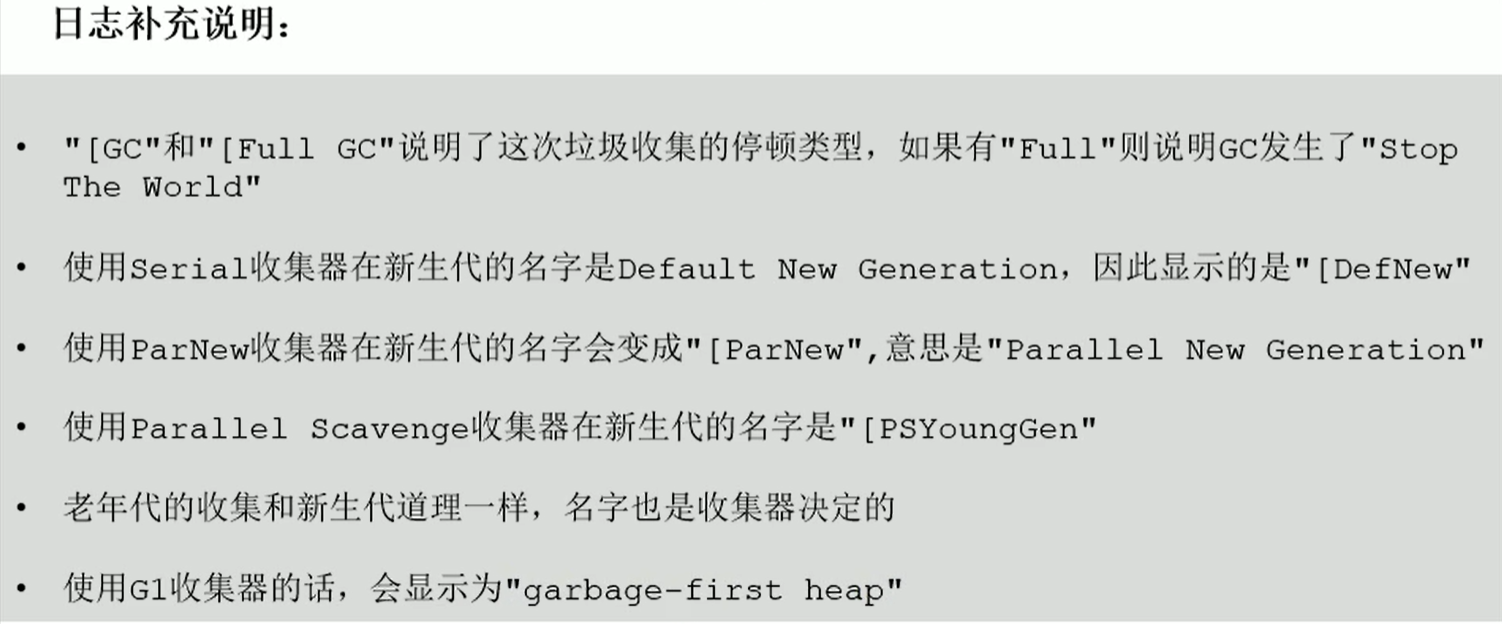 日志补充说明：
• "[GC"和"[Full GC"说明了这次垃圾收集的停顿类型，如果有"Full"则说明GC发生了"Stop
The World"
• 使用Serial收集器在新生代的名字是Default New Generation，因此显示的是"[DefNew"
• 使用ParNew收集器在新生代的名字会变成"[ParNew",意思是"Parallel New Generation"
• 使用Parallel Scavenge收集器在新生代的名字是"[PSYoungGen"
• 老年代的收集和新生代道理一样，名字也是收集器决定的
• 使用G1收集器的话，会显示为"garbage-first heap"